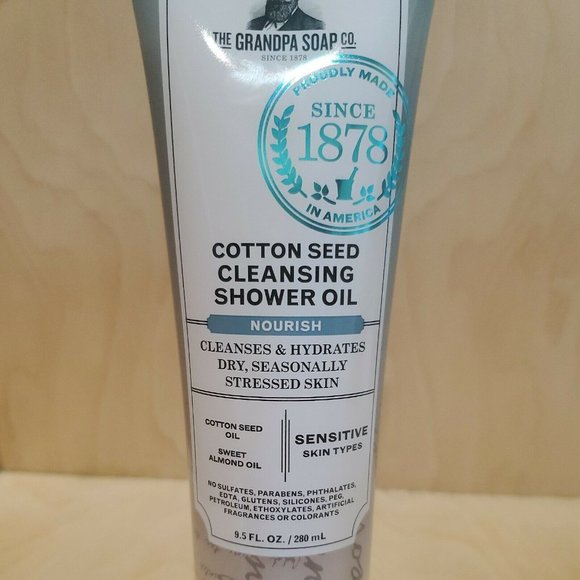 THE GRANDPA SOAP CO.
SINCE 1878
PROUDLY MADE
SINCE
1878
IN AMERICA
COTTON SEED
CLEANSING
SHOWER OIL
NOURISH
CLEANSES & HYDRATES
DRY, SEASONALLY
STRESSED SKIN
COTTON SEED
OIL
SWEET
ALMOND OIL
SENSITIVE
SKIN TYPES
NO SULFATES, PARABENS, PHTHALATES,
EDTA, GLUTENS, SILICONES, PEG,
PETROLEUM, ETHOXYLATES, ARTIFICIAL
FRAGRANCES OR COLORANTS
9.5 FL. OZ. / 280 mL